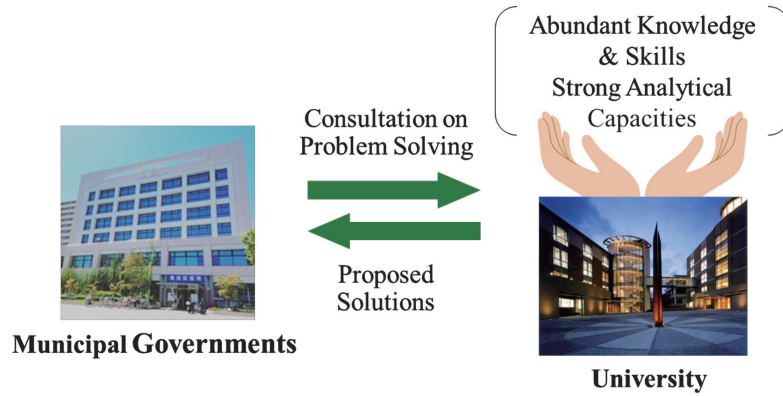 Abundant Knowledge
& Skills
Strong Analytical
Capacities
Consultation on
Problem Solving
Proposed
Solutions
Municipal Governments
University